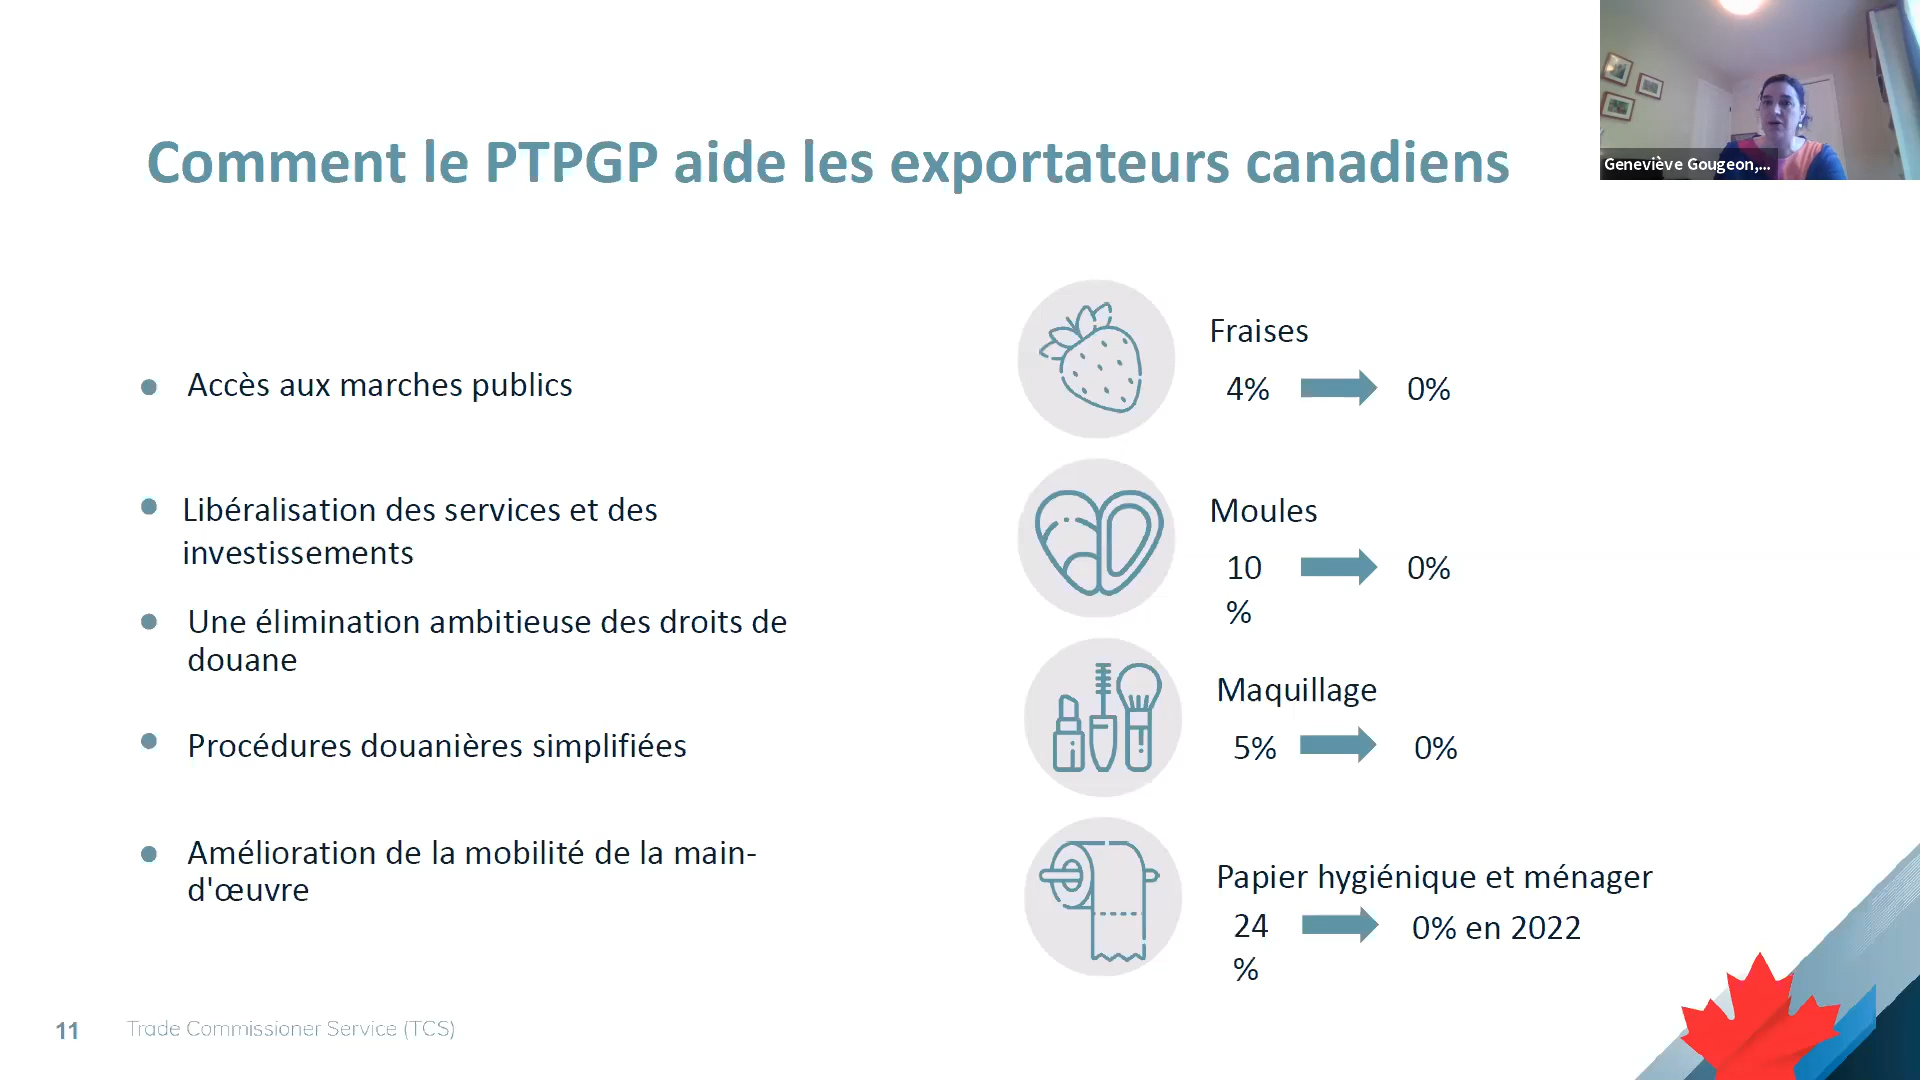 Comment le PTPGP aide les exportateurs canadiens
Geneviève Gougeon,...
Accès aux marches publics
Libéralisation des services et des
investissements
Une élimination ambitieuse des droits de
douane
Procédures douanières simplifiées
Amélioration de la mobilité de la main-
d'œuvre
Fraises
4% 0%
Moules
10 0%
%
Maquillage
5% 0%
Papier hygiénique et ménager
24 0% en 2022
%
11 Trade Commissioner Service (TCS)